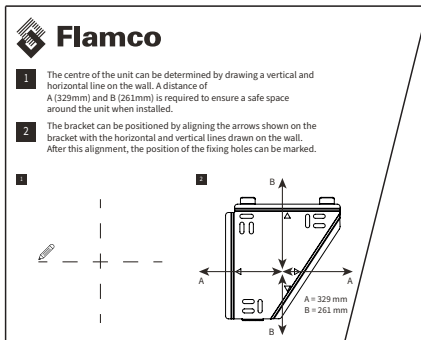 Flamco
1
The centre of the unit can be determined by drawing a vertical and
horizontal line on the wall. A distance of
A (329mm) and B (261mm) is required to ensure a safe space
around the unit when installed.
2
The bracket can be positioned by aligning the arrows shown on the
bracket with the horizontal and vertical lines drawn on the wall.
After this alignment, the position of the fixing holes can be marked.
1
2
B
A
A
A = 329 mm
B = 261 mm
B